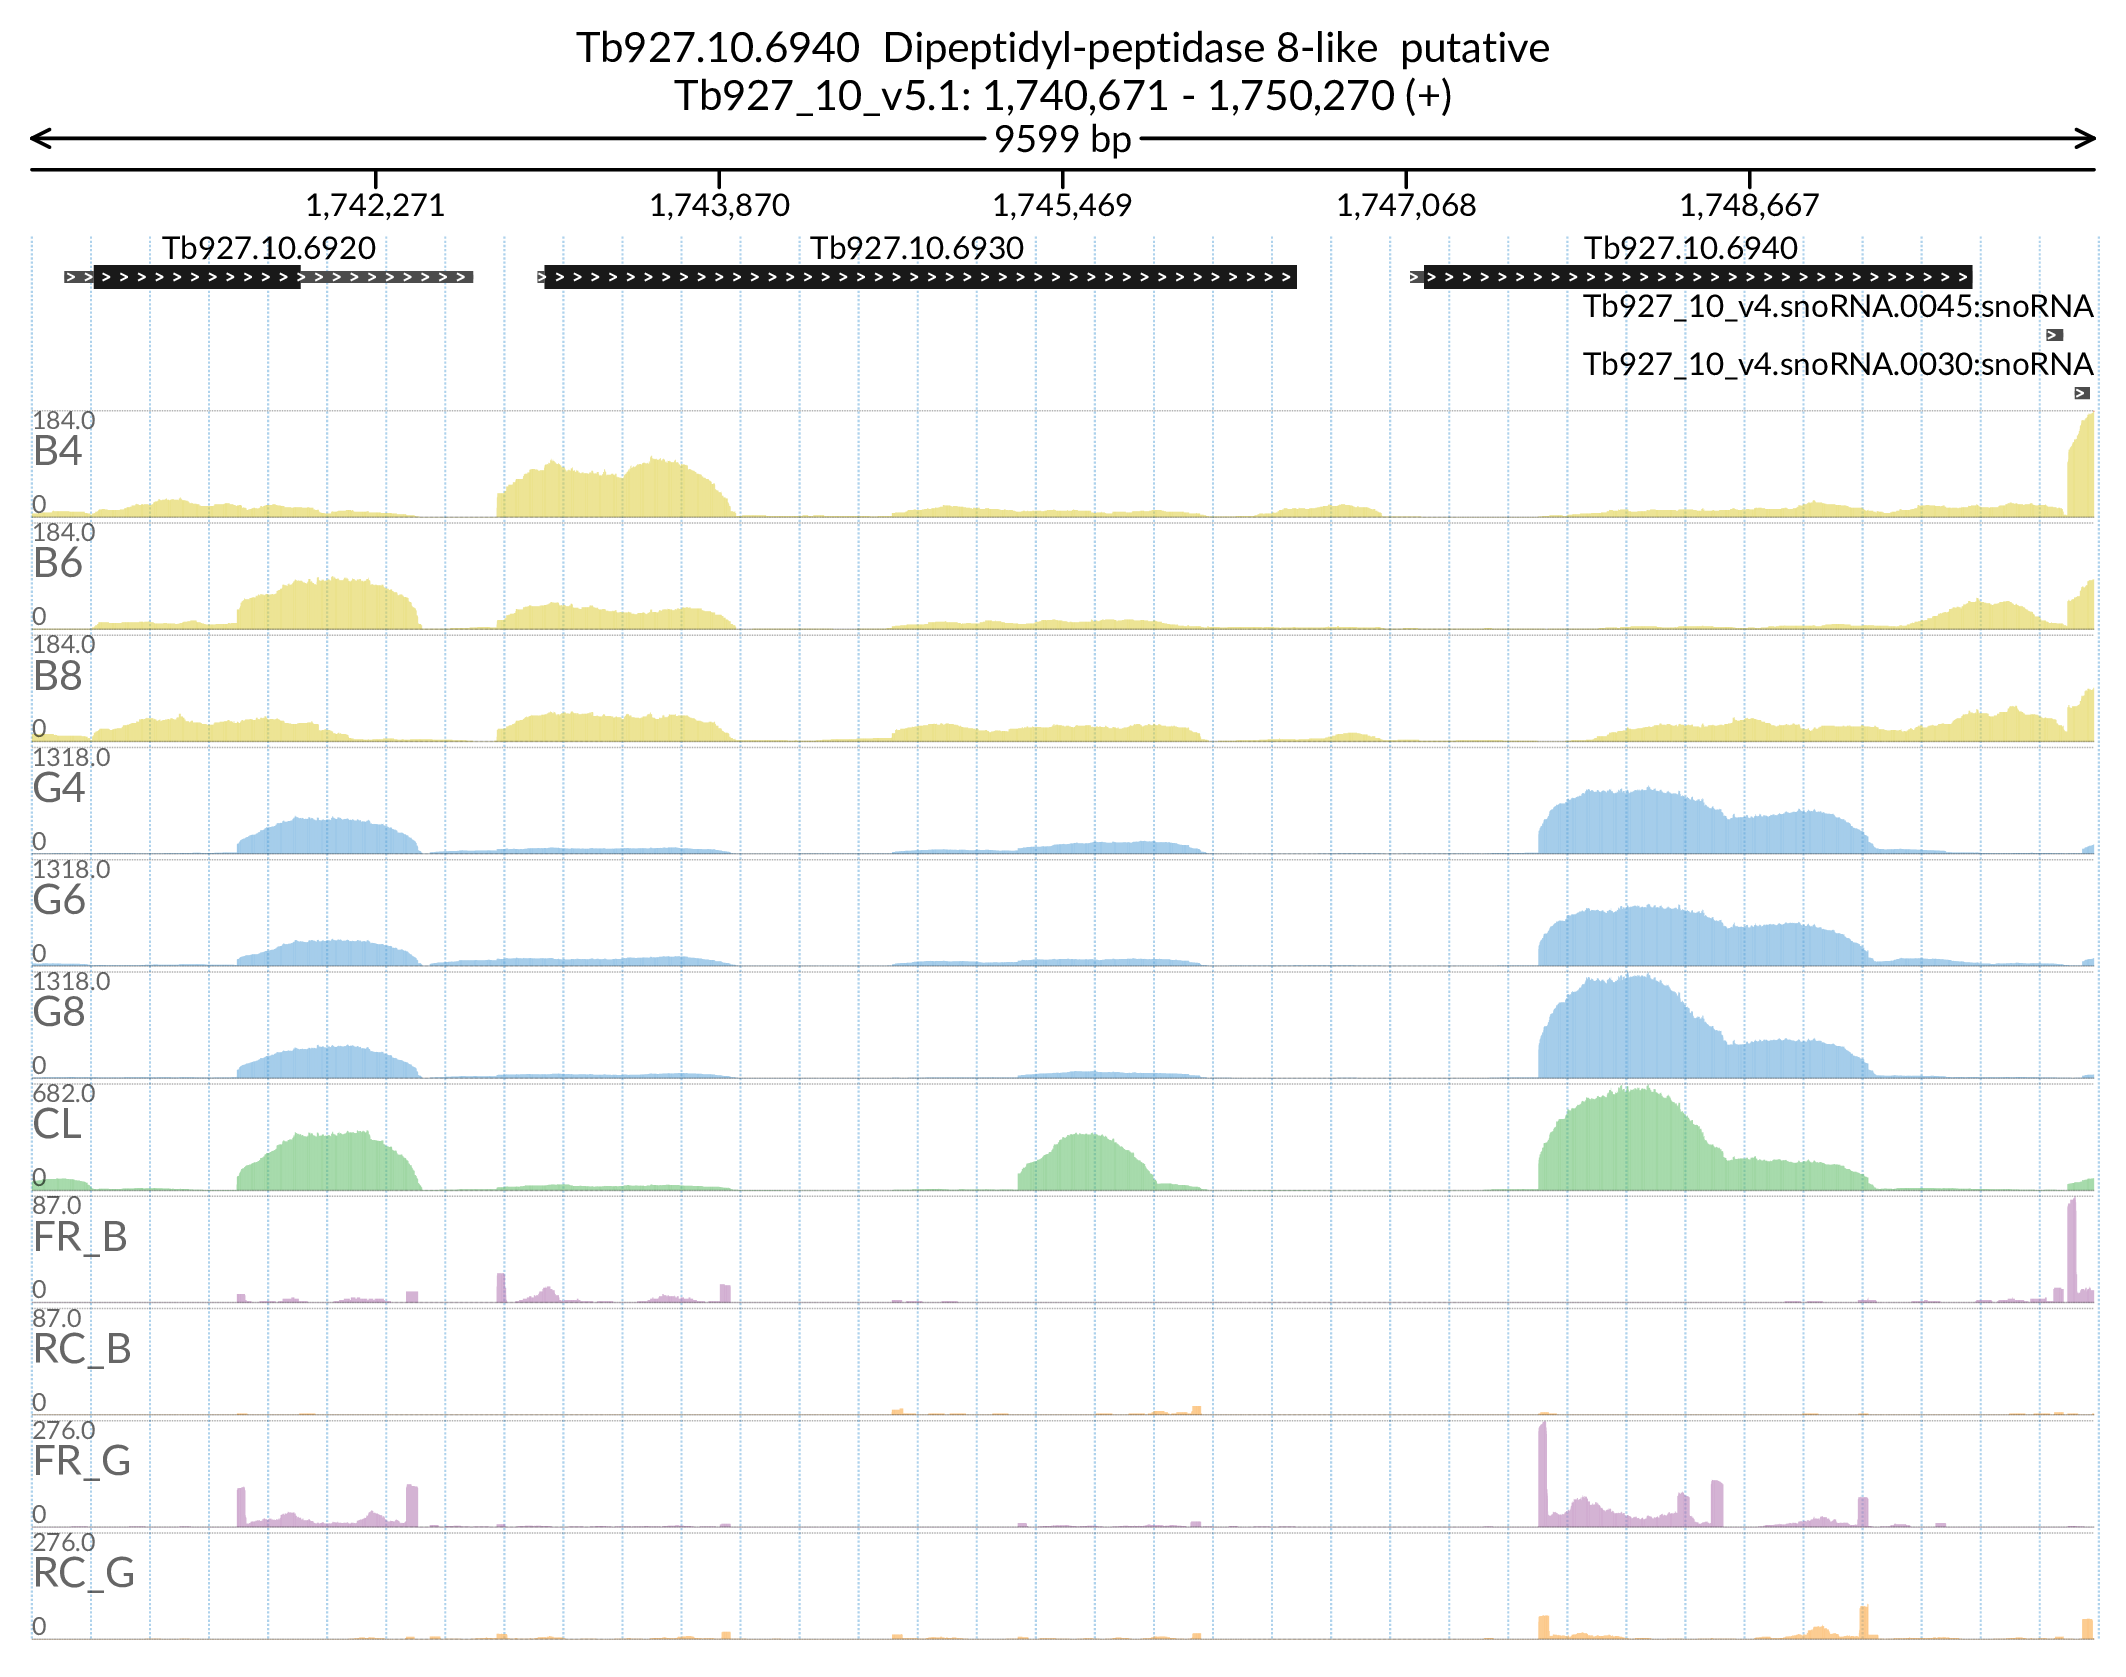 Tb927.10.6940  Dipeptidyl-peptidase 8-like  putative
Tb927_10_v5.1: 1,740,671 - 1,750,270 (+)
9599 bp
1,742,271 1,743,870 1,745,469 1,747,068 1,748,667
Tb927.10.6920 Tb927.10.6930 Tb927.10.6940
Tb927_10_v4.snoRNA.0045:snoRNA
Tb927_10_v4.snoRNA.0030:snoRNA
184.0
B4
0
184.0
B6
0
184.0
B8
0
1318.0
G4
0
1318.0
G6
0
1318.0
G8
0
682.0
CL
0
87.0
FR_B
0
87.0
RC_B
0
276.0
FR_G
0
276.0
RC_G
0